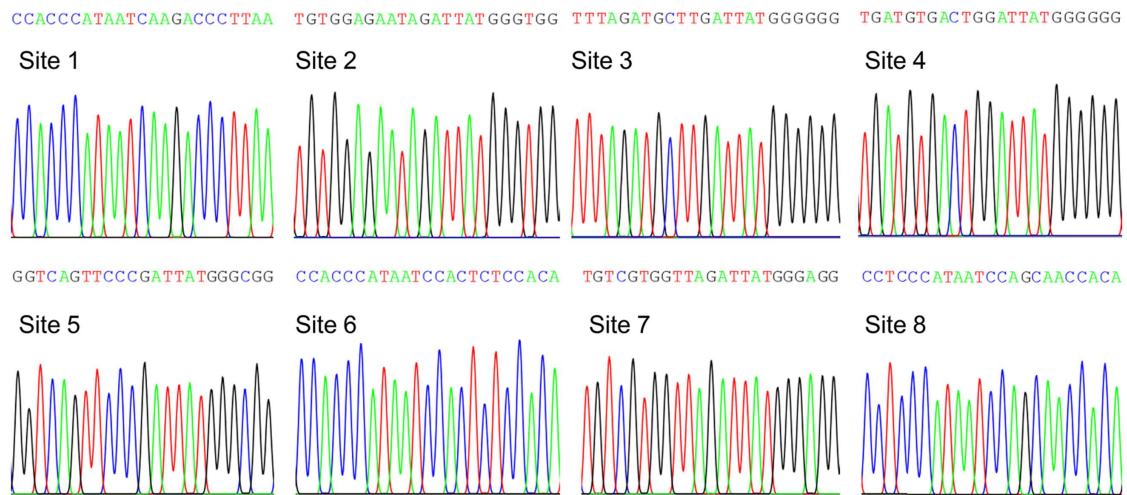 CCACCCATAATCAAGACCCTTAA TGTGGAGAATAGATTATGGGTGG TTTAGATGCTTGATTATGGGGGG TGATGTGACTGGATTATGGGGGG
Site 1 Site 2 Site 3 Site 4
GGTCAGTTCCCGATTATGGGCGG CCACCCATAATCCACTCTCCACA TGTCGTGGTTAGATTATGGGAGG CCTCCCATAATCCAGCAACCACA
Site 5 Site 6 Site 7 Site 8